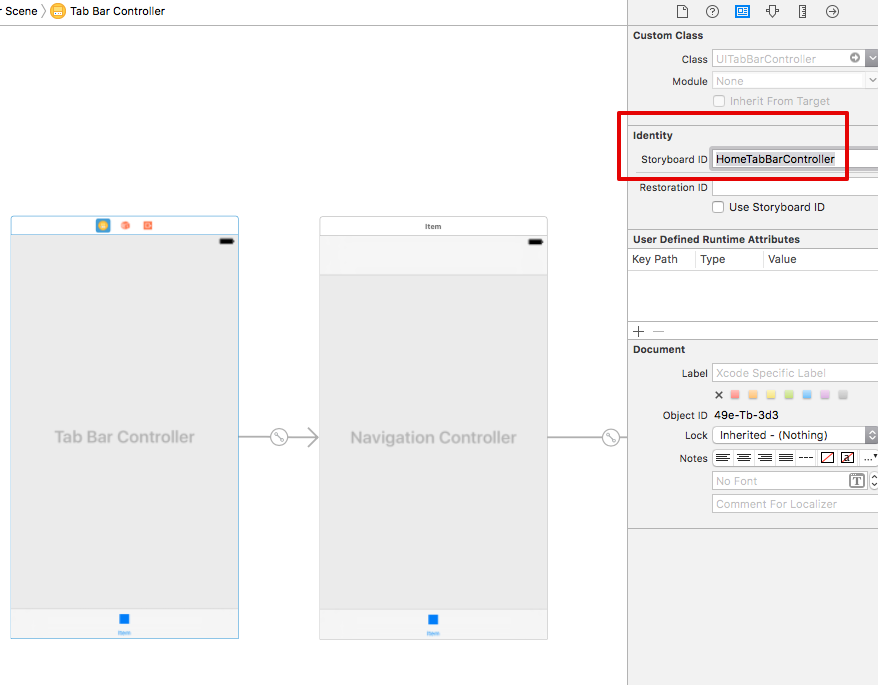 r Scene
Tab Bar Controller
Custom Class
Class UITabBarController
Module None
Inherit From Target
Identity
Storyboard ID HomeTabBarController
Restoration ID
Use Storyboard ID
User Defined Runtime Attributes
Key Path Type Value
+ −
Document
Label Xcode Specific Label
Object ID 49e-Tb-3d3
Lock Inherited - (Nothing)
Notes
No Font
Comment For Localizer
Tab Bar Controller
Item
Item
Navigation Controller
Item